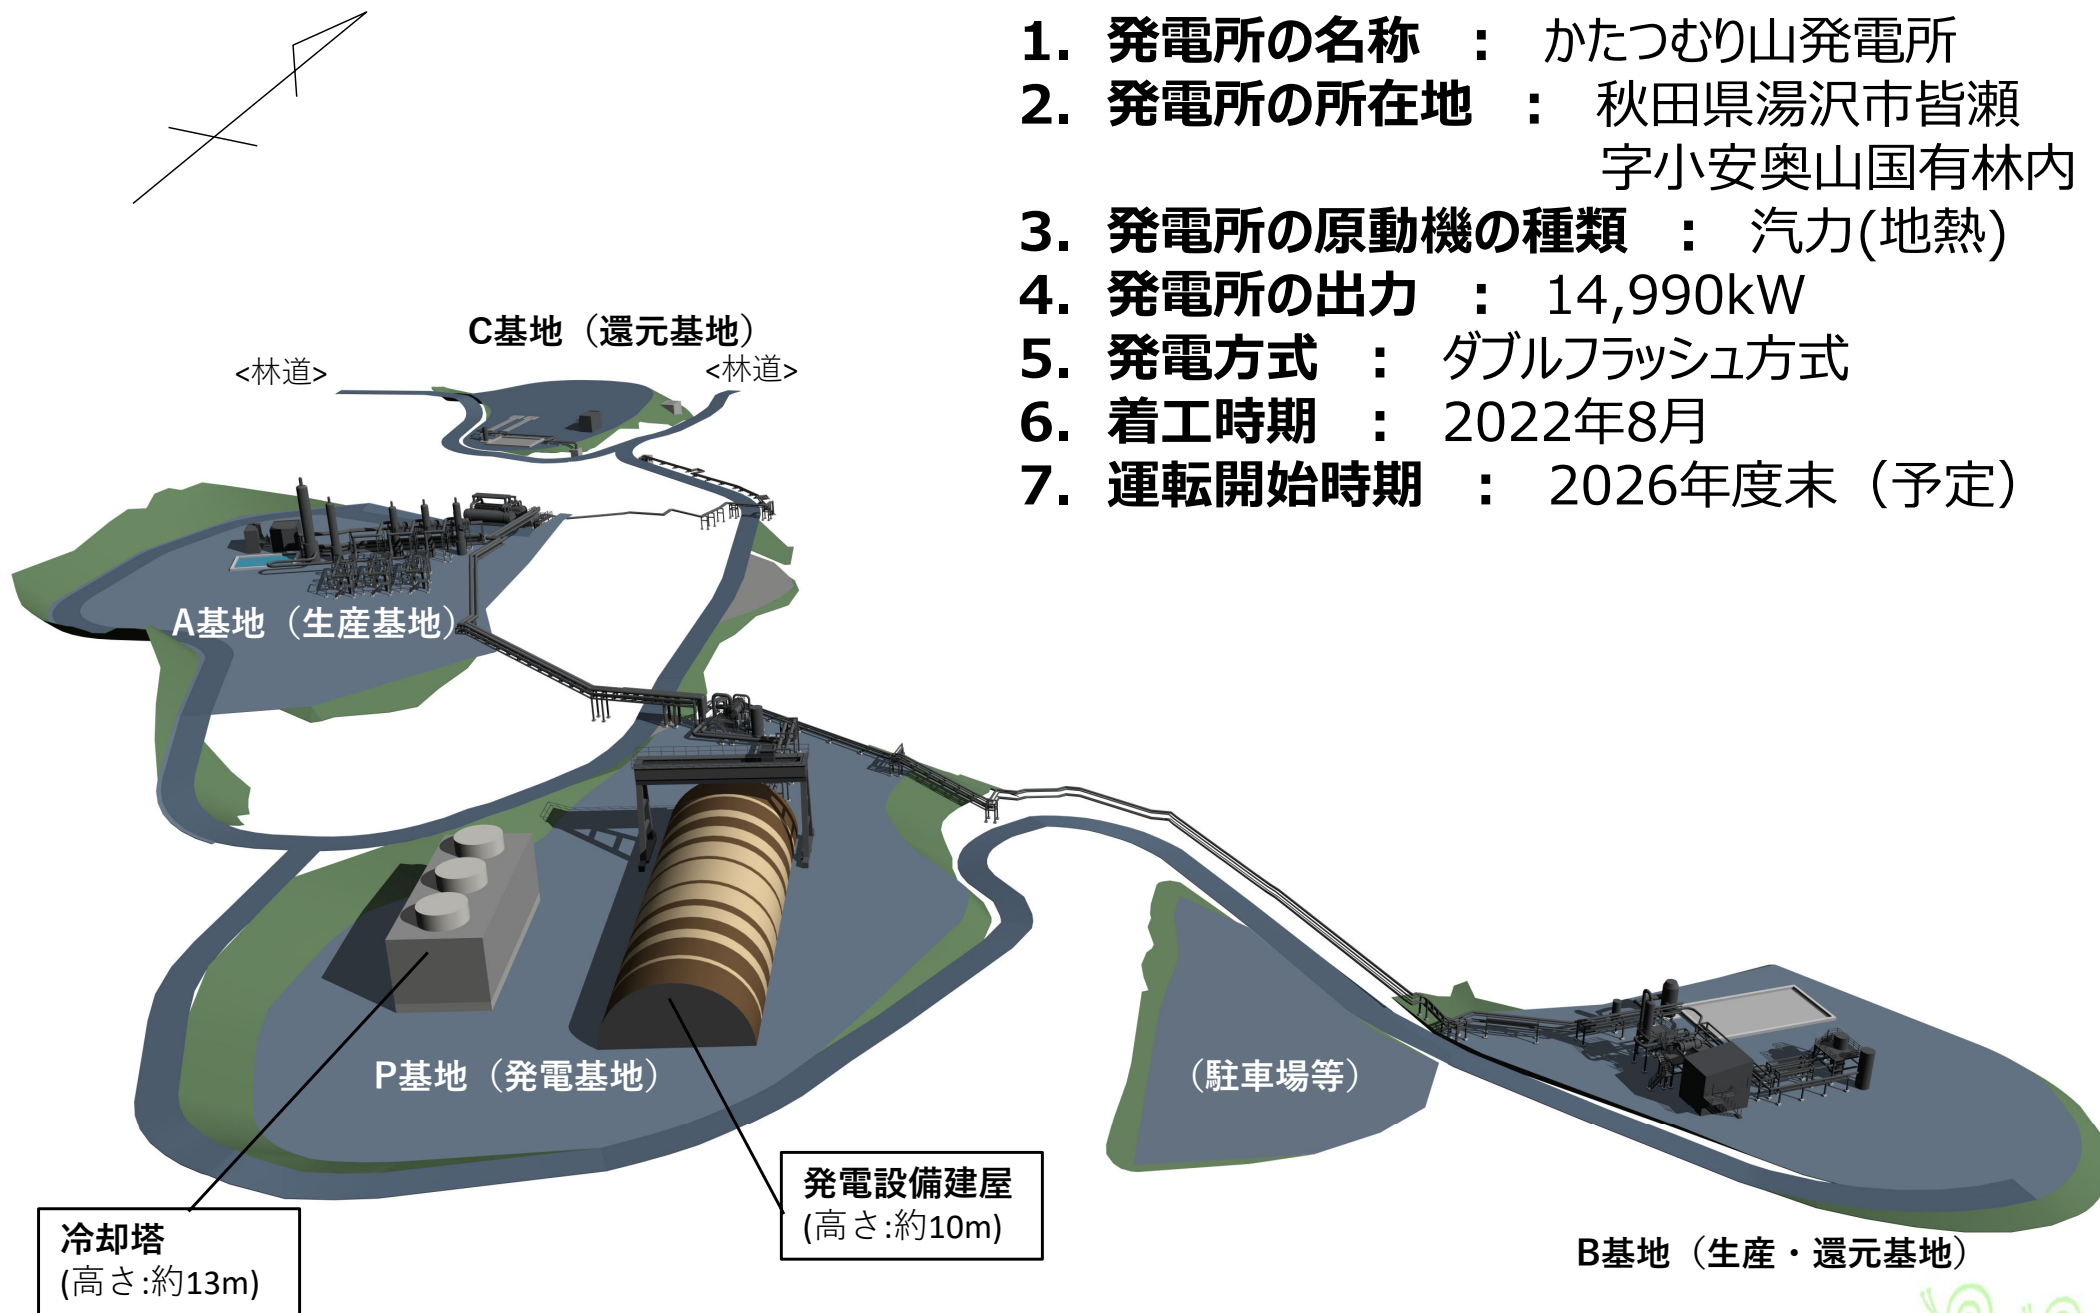 1. 発電所の名称 : かたつむり山発電所
2. 発電所の所在地 : 秋田県湯沢市皆瀬
字小安奥山国有林内
3. 発電所の原動機の種類 : 汽力(地熱)
4. 発電所の出力 : 14,990kW
5. 発電方式 : ダブルフラッシュ方式
6. 着工時期 : 2022年8月
7. 運転開始時期 : 2026年度末（予定）
C基地（還元基地）
<林道>
<林道>
A基地（生産基地）
P基地（発電基地）
（駐車場等）
発電設備建屋
(高さ:約10m)
冷却塔
(高さ:約13m)
B基地（生産・還元基地）